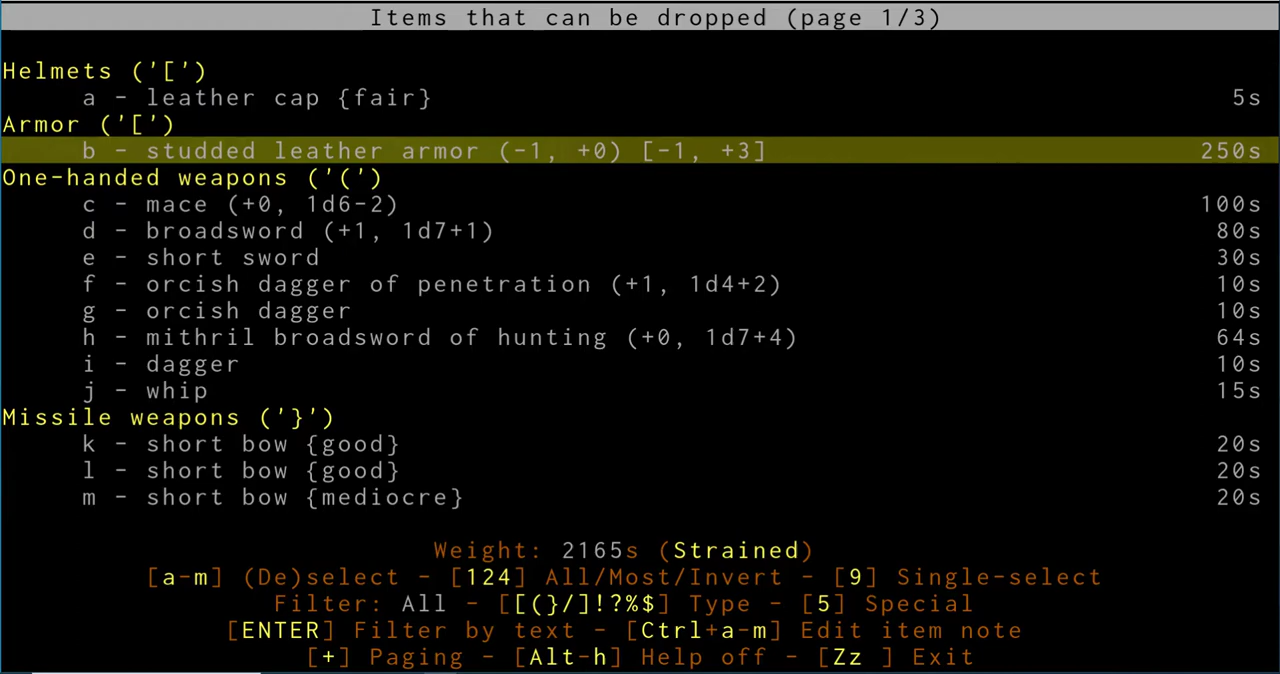 Items that can be dropped (page 1/3)
Helmets ('[')
a - leather cap {fair} 5s
Armor ('[')
b - studded leather armor (-1, +0) [-1, +3] 250s
One-handed weapons ('(')
c - mace (+0, 1d6-2) 100s
d - broadsword (+1, 1d7+1) 80s
e - short sword 30s
f - orcish dagger of penetration (+1, 1d4+2) 10s
g - orcish dagger 10s
h - mithril broadsword of hunting (+0, 1d7+4) 64s
i - dagger 10s
j - whip 15s
Missile weapons ('}')
k - short bow {good} 20s
l - short bow {good} 20s
m - short bow {mediocre} 20s
Weight: 2165s (Strained)
[a-m] (De)select - [124] All/Most/Invert - [9] Single-select
Filter: All - [[(}/]!?%$] Type - [5] Special
[ENTER] Filter by text - [Ctrl+a-m] Edit item note
[+] Paging - [Alt-h] Help off - [Zz ] Exit